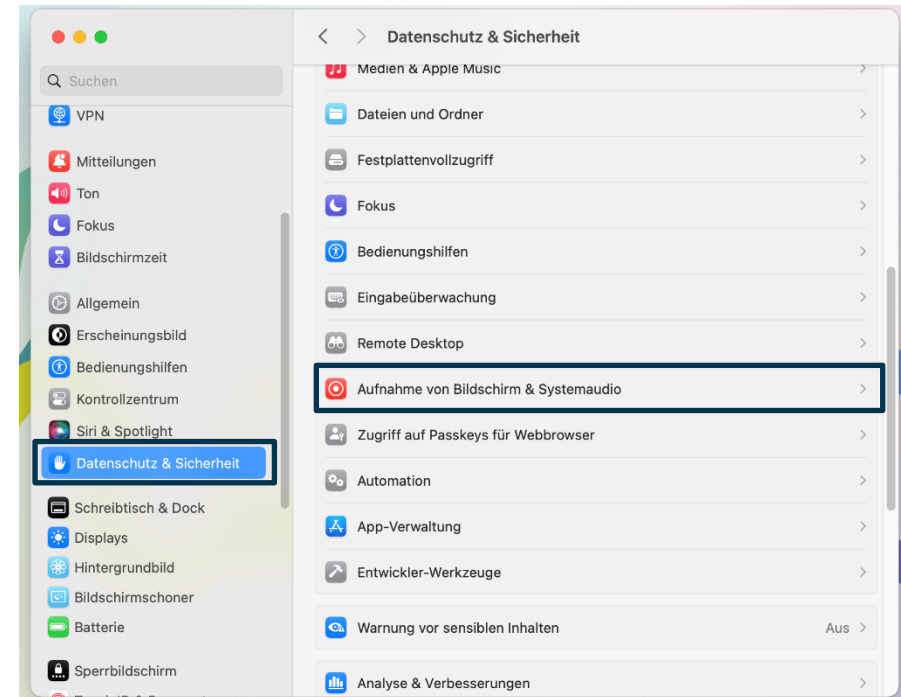 Datenschutz & Sicherheit
Suchen
VPN
Mitteilungen
Ton
Fokus
Bildschirmzeit
Allgemein
Erscheinungsbild
Bedienungshilfen
Kontrollzentrum
Siri & Spotlight
Datenschutz & Sicherheit
Schreibtisch & Dock
Displays
Hintergrundbild
Bildschirmschoner
Batterie
Sperrbildschirm
Medien & Apple Music
Dateien und Ordner
Festplattenvollzugriff
Fokus
Bedienungshilfen
Eingabeüberwachung
Remote Desktop
Aufnahme von Bildschirm & Systemaudio
Zugriff auf Passkeys für Webbrowser
Automation
App-Verwaltung
Entwickler-Werkzeuge
Warnung vor sensiblen Inhalten Aus
Analyse & Verbesserungen